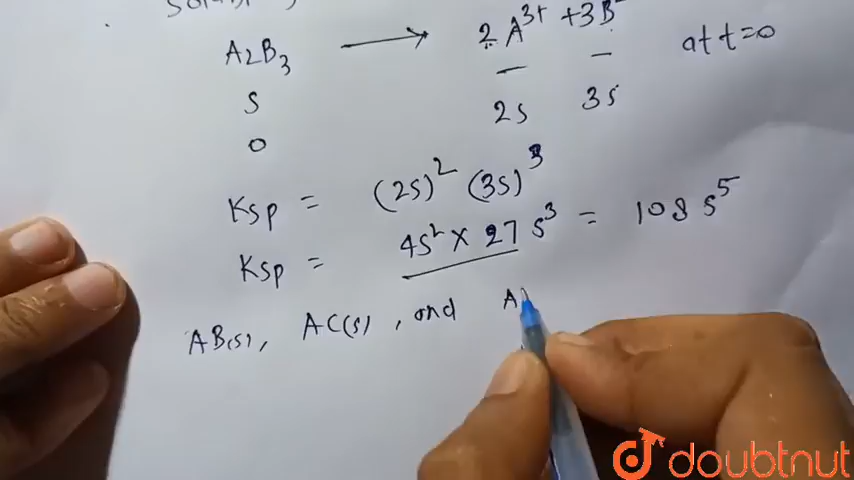 A2B3 → 2A³⁺ + 3B²⁻
— — at t=0
S 2s 3s
0
Ksp = (2s)² (3s)³
Ksp = 4s² × 27 s³ = 108 s⁵
AB(s), AC(s), and A
doubtnut